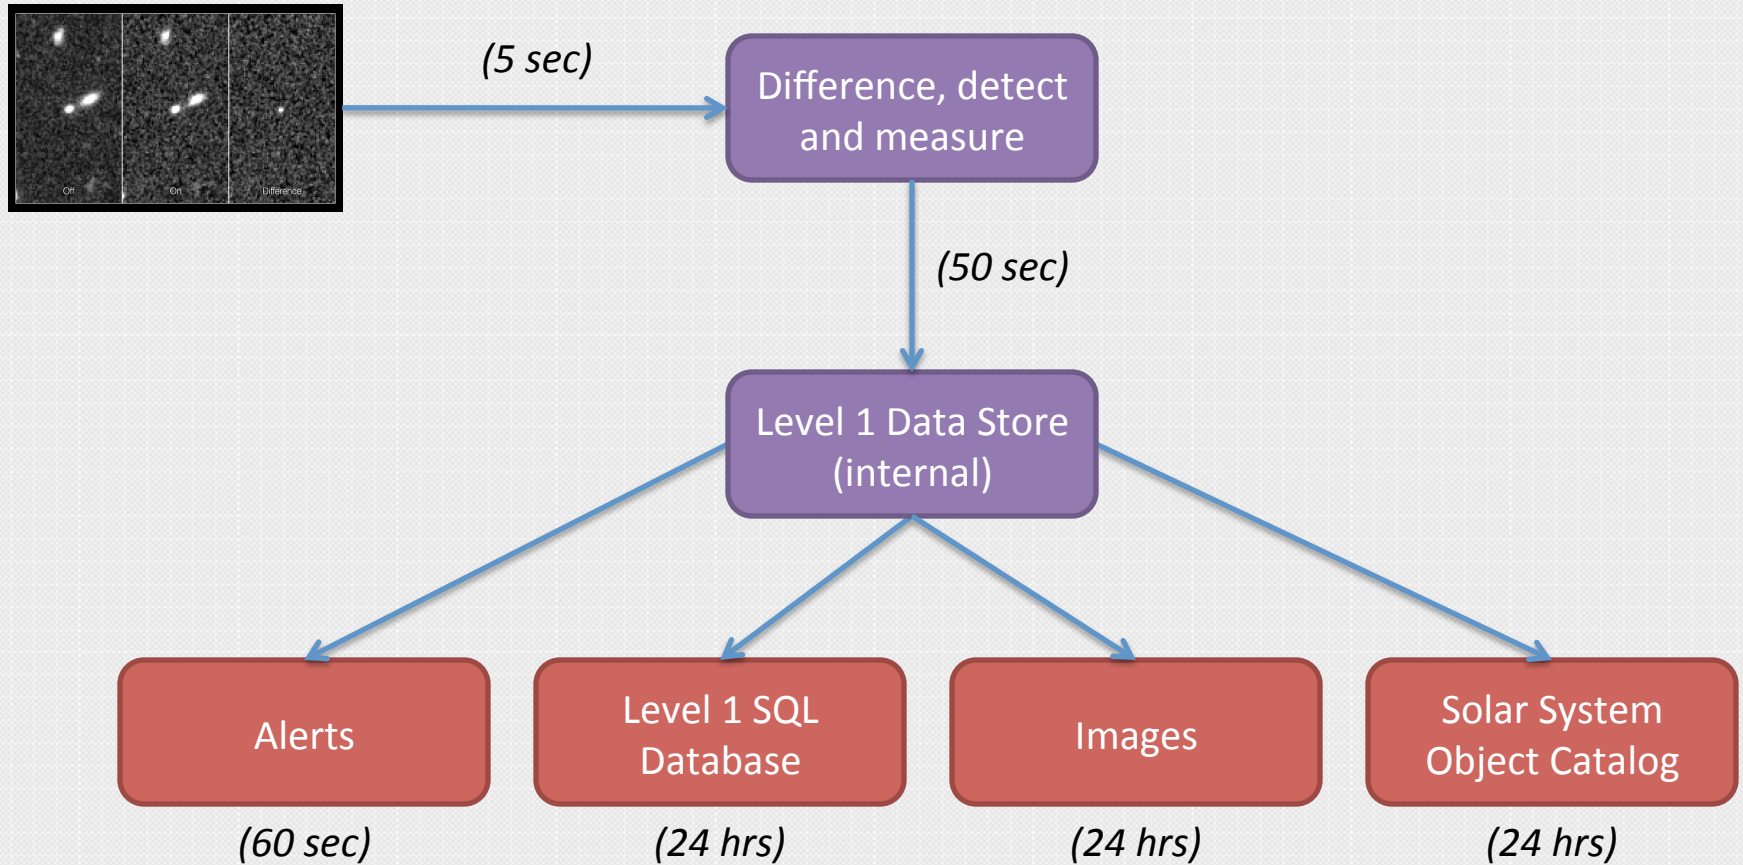 Off
On
Difference
(5 sec)
Difference, detect
and measure
(50 sec)
Level 1 Data Store
(internal)
Alerts
Level 1 SQL
Database
Images
Solar System
Object Catalog
(60 sec)
(24 hrs)
(24 hrs)
(24 hrs)